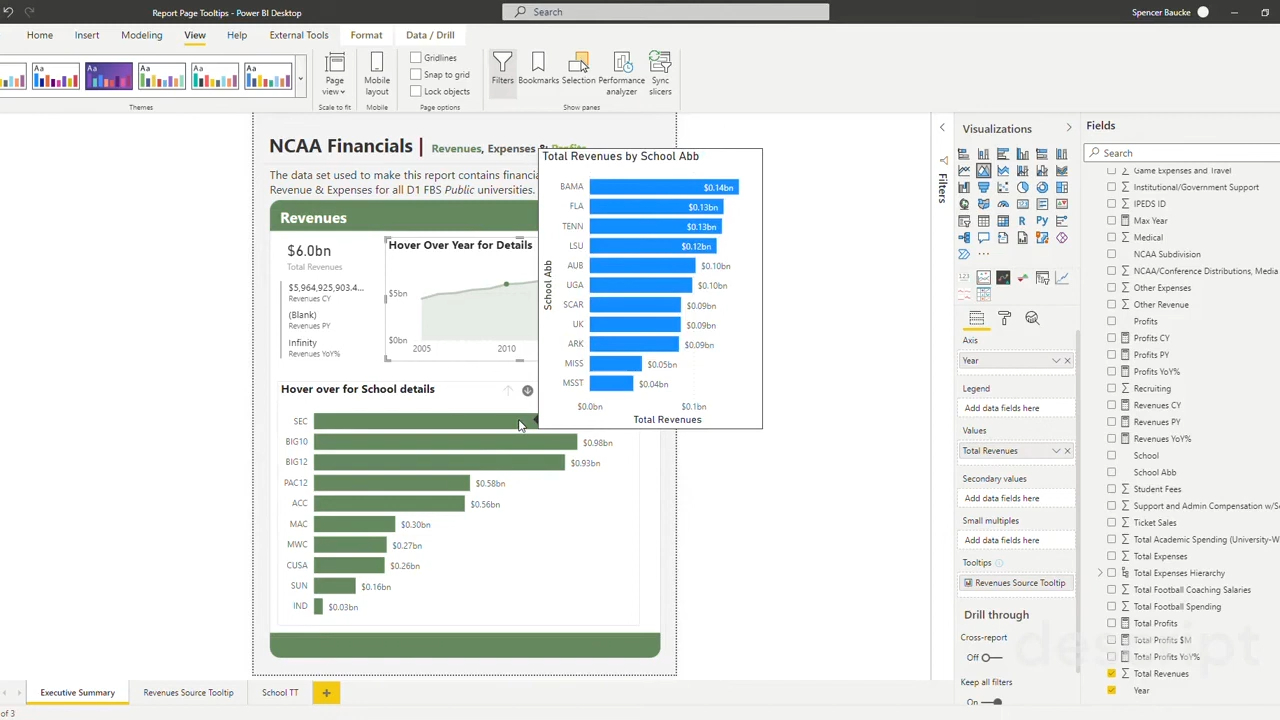 Report Page Tooltips - Power BI Desktop
Search
Spencer Baucke
Home
Insert
Modeling
View
Help
External Tools
Format
Data / Drill
Aa
Aa
Aa
Aa
Aa
Page view
Mobile layout
Gridlines
Snap to grid
Lock objects
Filters
Bookmarks
Selection
Performance analyzer
Sync slicers
Themes
Scale to fit
Mobile
Page options
Show panes
NCAA Financials | Revenues, Expenses &
The data set used to make this report contains
Revenue & Expenses for all D1 FBS Public universities.
Revenues
$6.0bn
Total Revenues
$5,964,925,903.4...
Revenues CY
(Blank)
Revenues PY
Infinity
Revenues YoY%
Hover Over Year for Details
$5bn
$0bn
2005
2010
Hover over for School details
SEC
BIG10
$0.98bn
BIG12
$0.93bn
PAC12
$0.58bn
ACC
$0.56bn
MAC
$0.30bn
MWC
$0.27bn
CUSA
$0.26bn
SUN
$0.16bn
IND
$0.03bn
Total Revenues by School Abb
School Abb
BAMA
$0.14bn
FLA
$0.13bn
TENN
$0.13bn
LSU
$0.12bn
AUB
$0.10bn
UGA
$0.10bn
SCAR
$0.09bn
UK
$0.09bn
ARK
$0.09bn
MISS
$0.05bn
MSST
$0.04bn
$0.0bn
$0.1bn
Total Revenues
Filters
Visualizations
R
Py
123
Axis
Year
Legend
Add data fields here
Values
Total Revenues
Secondary values
Add data fields here
Small multiples
Add data fields here
Tooltips
Revenues Source Tooltip
Drill through
Cross-report
Off
Keep all filters
On
Fields
Search
Game Expenses and Travel
Institutional/Government Support
IPEDS ID
Max Year
Medical
NCAA Subdivision
NCAA/Conference Distributions, Media
Other Expenses
Other Revenue
Profits
Profits CY
Profits PY
Profits YoY%
Recruiting
Revenues CY
Revenues PY
Revenues YoY%
School
School Abb
Student Fees
Support and Admin Compensation w/Se
Ticket Sales
Total Academic Spending (University-W
Total Expenses
Total Expenses Hierarchy
Total Football Coaching Salaries
Total Football Spending
Total Profits
Total Profits $M
Total Profits YoY%
Total Revenues
Year
descript
Executive Summary
Revenues Source Tooltip
School TT
+
of 3